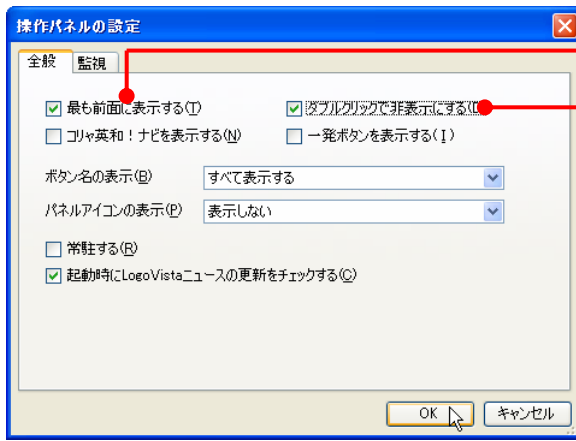 操作パネルの設定
全般 監視
最も前面に表示する(T) ダブルクリックで非表示にする(D
コリャ英和！ナビを表示する(N) 一発ボタンを表示する(I)
ボタン名の表示(B) すべて表示する
パネルアイコンの表示(P) 表示しない
常駐する(R)
起動時にLogoVistaニュースの更新をチェックする(C)
OK キャンセル